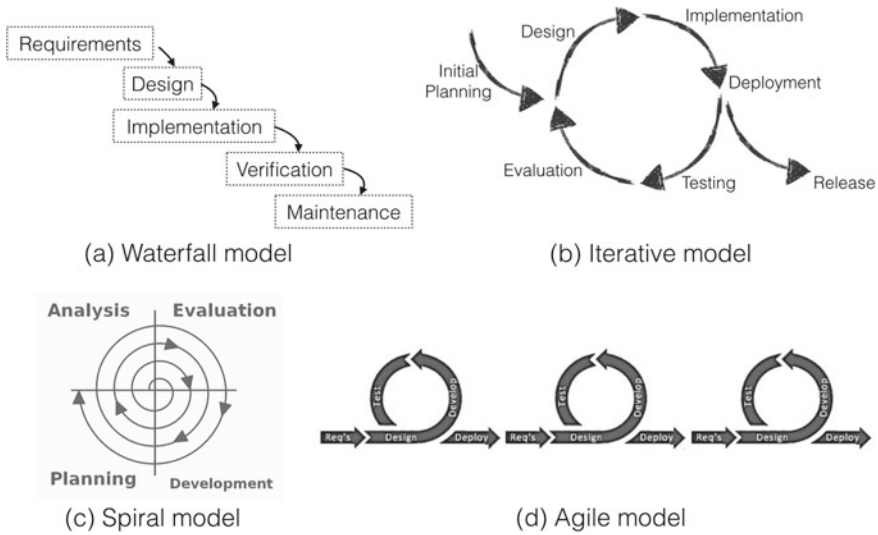 Requirements
Design
Implementation
Verification
Maintenance
(a) Waterfall model
Initial
Planning
Design
Implementation
Deployment
Evaluation
Testing
Release
(b) Iterative model
Analysis
Evaluation
Planning
Development
(c) Spiral model
Req's
Design
Develop
Test
Deploy
Req's
Design
Develop
Test
Deploy
Req's
Design
Develop
Test
Deploy
(d) Agile model